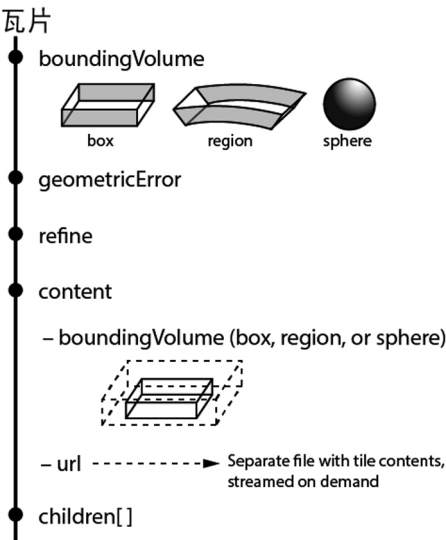 瓦片
boundingVolume
box
region
sphere
geometricError
refine
content
– boundingVolume (box, region, or sphere)
– url
Separate file with tile contents,
streamed on demand
children[ ]